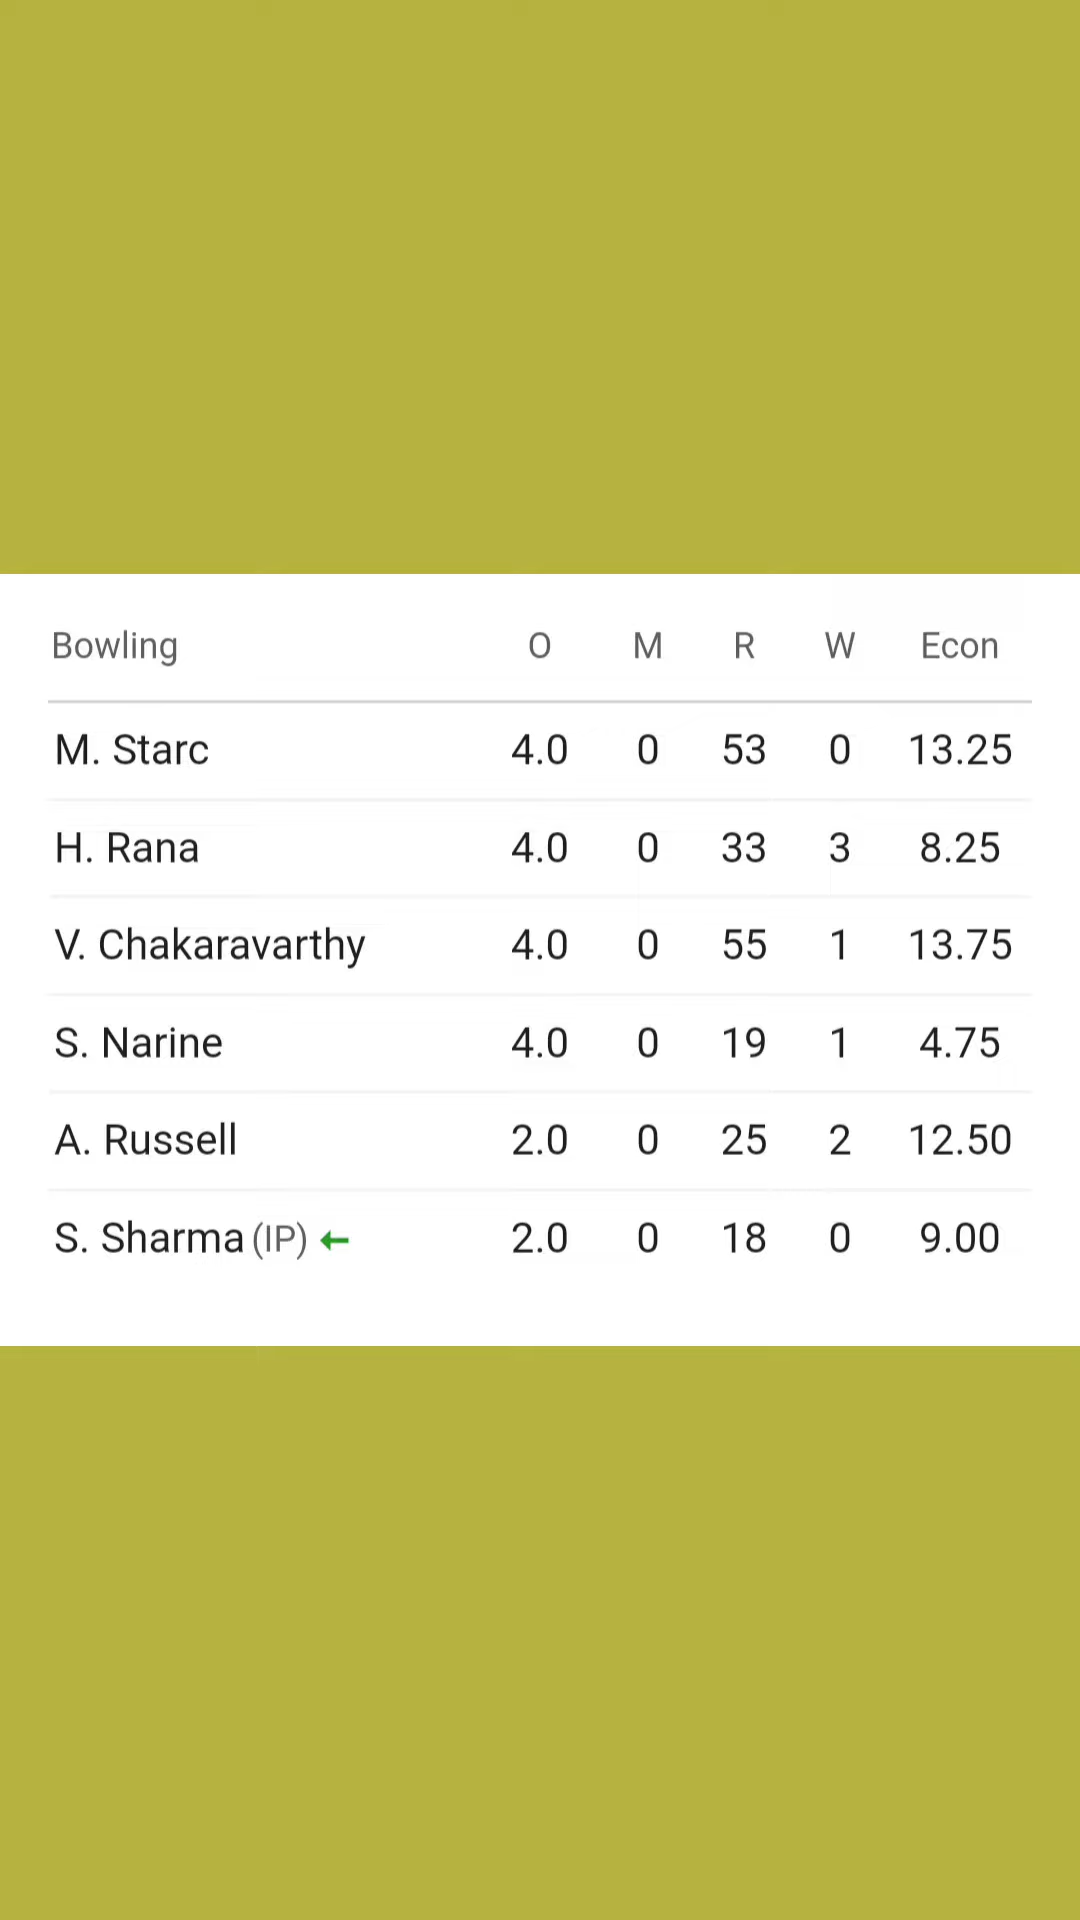 Bowling O M R W Econ
M. Starc 4.0 0 53 0 13.25
H. Rana 4.0 0 33 3 8.25
V. Chakaravarthy 4.0 0 55 1 13.75
S. Narine 4.0 0 19 1 4.75
A. Russell 2.0 0 25 2 12.50
S. Sharma (IP) 2.0 0 18 0 9.00